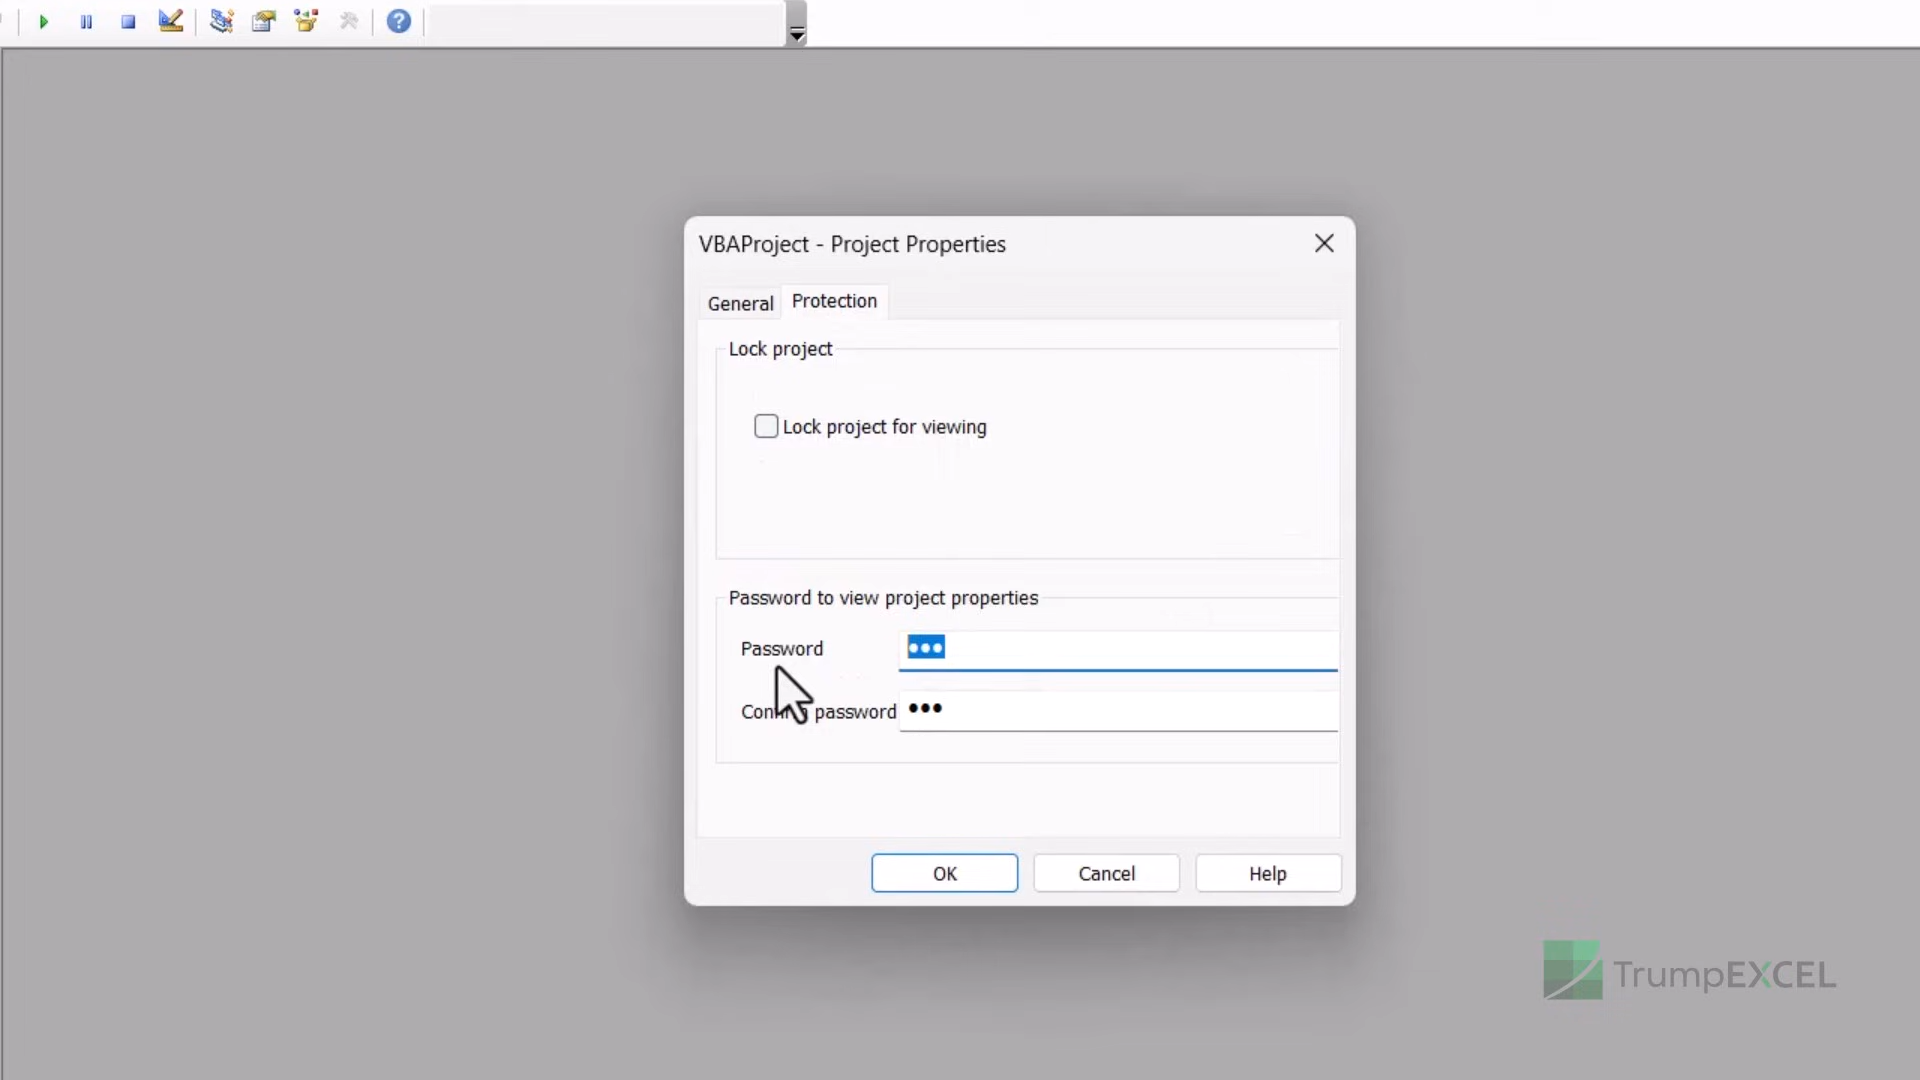 VBAProject - Project Properties
General
Protection
Lock project
Lock project for viewing
Password to view project properties
Password
•••
Confirm password
•••
OK
Cancel
Help
TrumpEXCEL